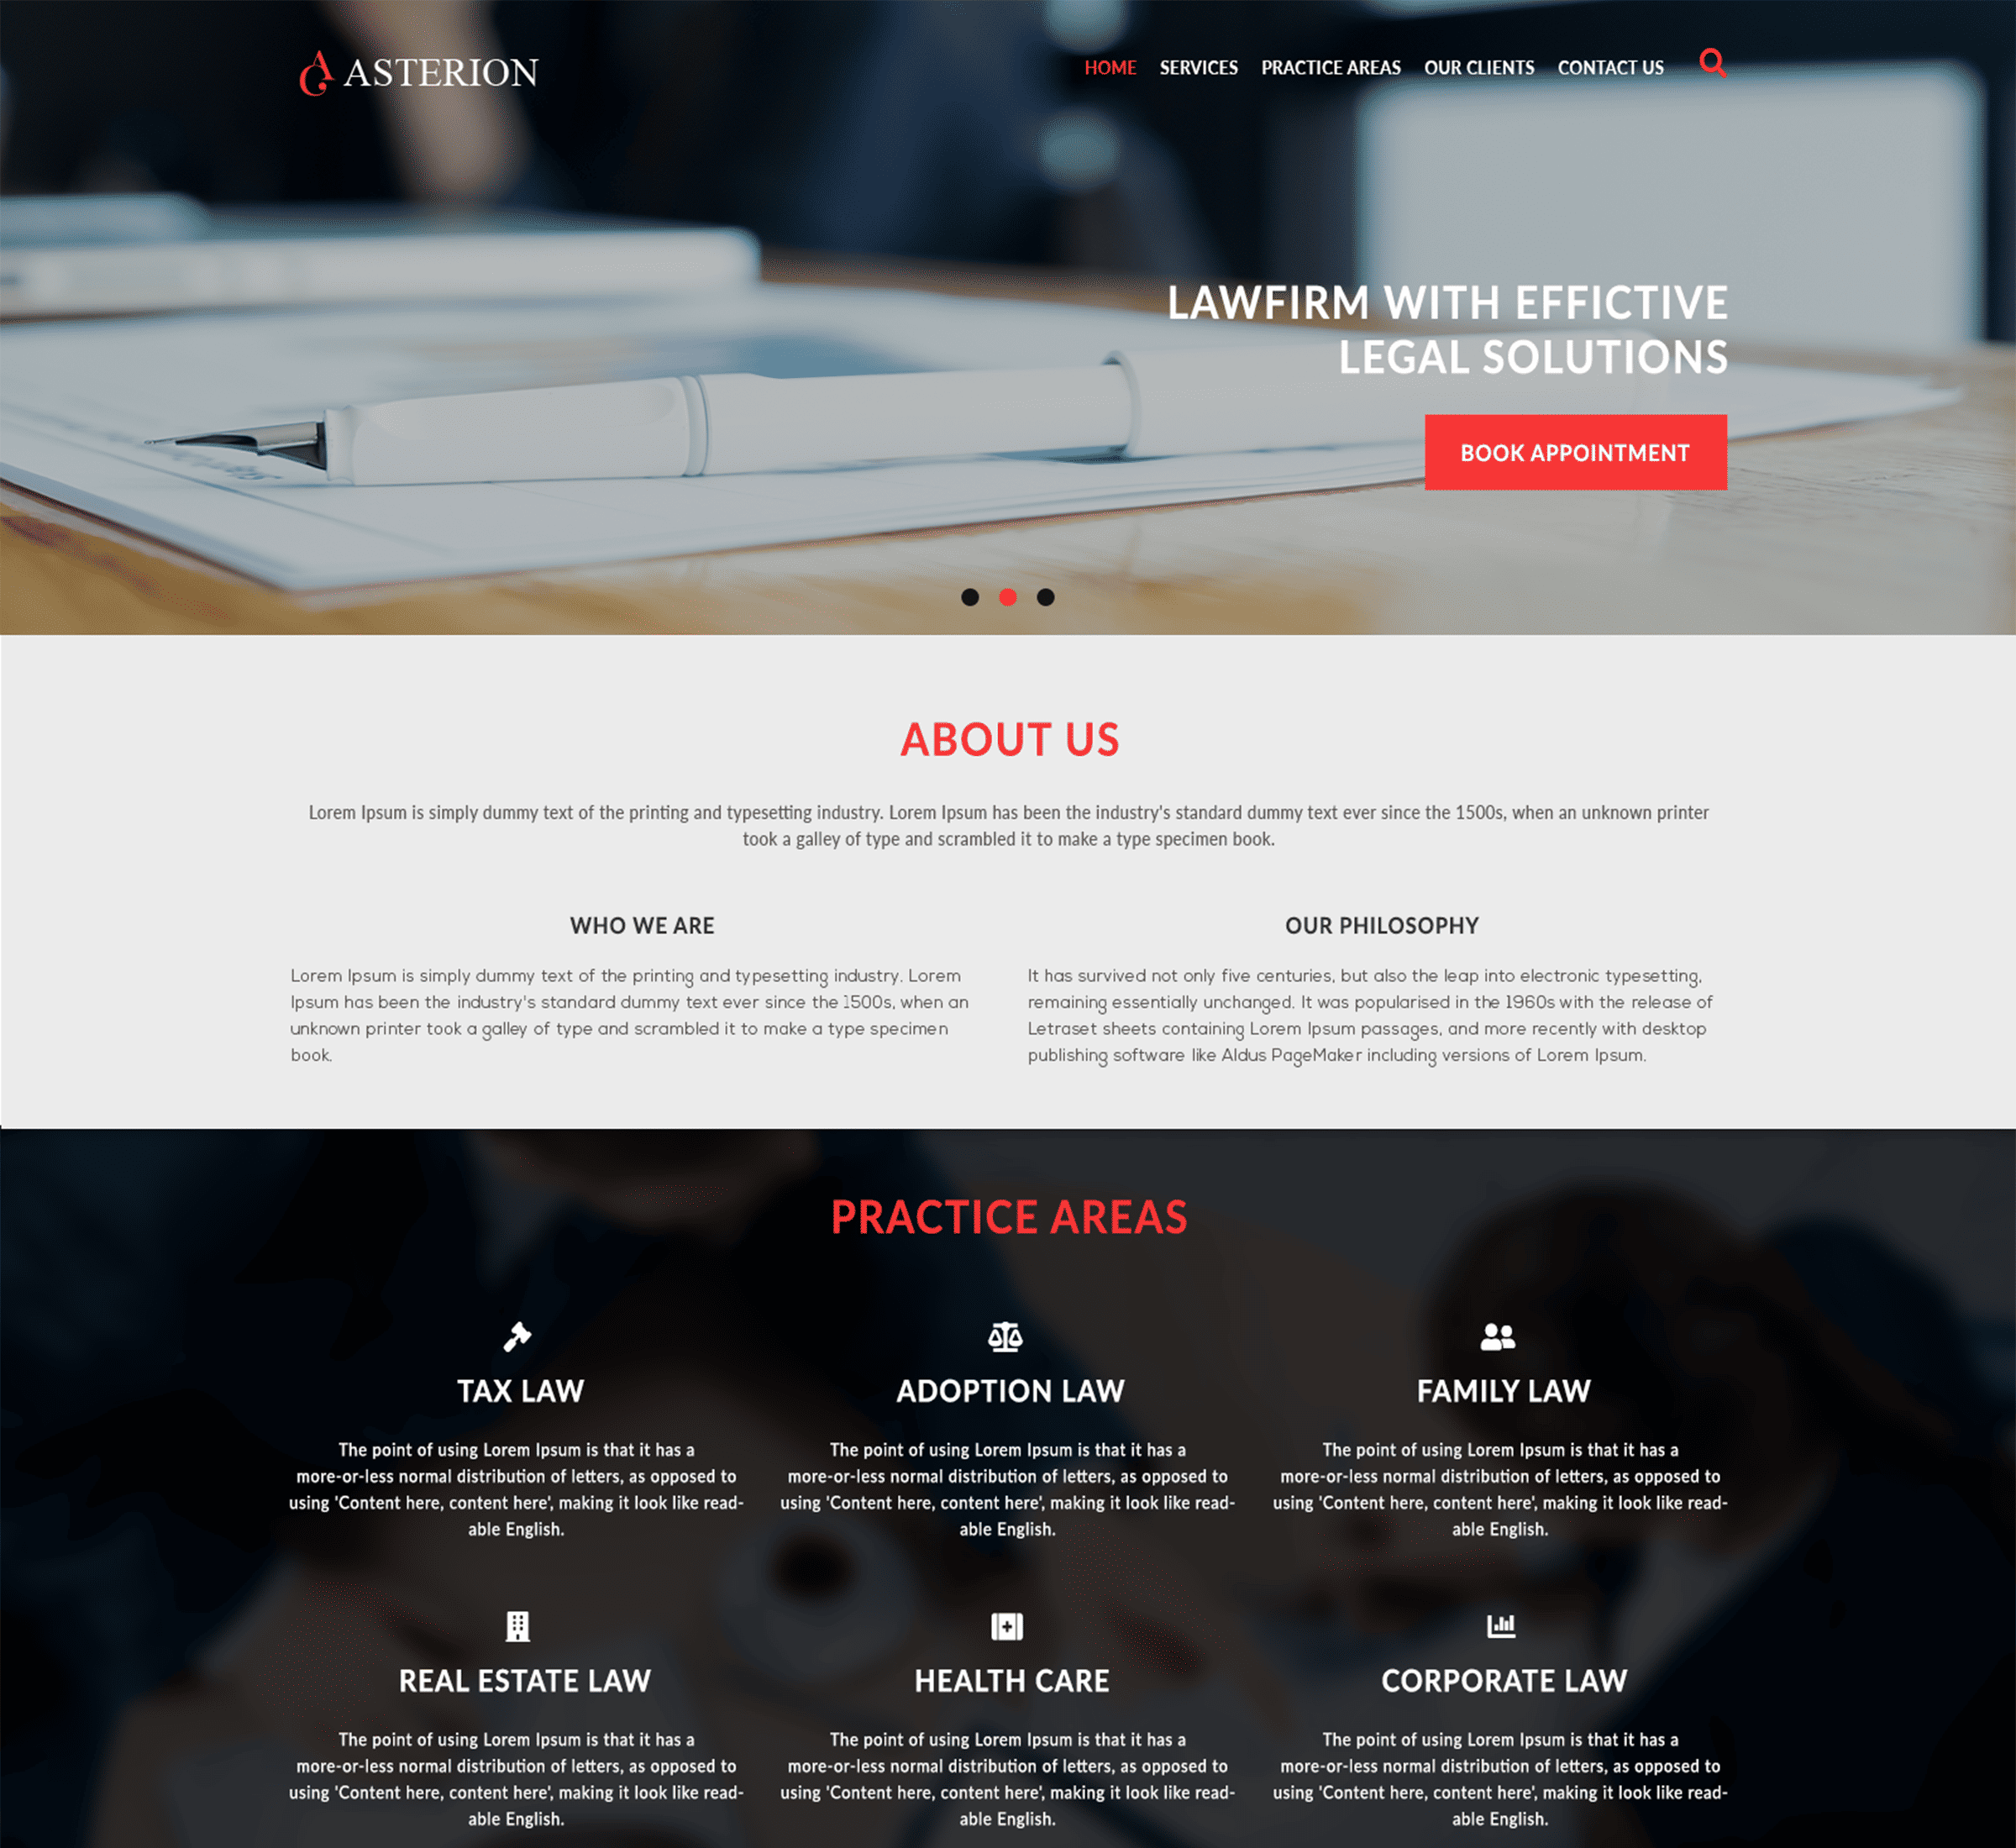 ASTERION
HOME SERVICES PRACTICE AREAS OUR CLIENTS CONTACT US
LAWFIRM WITH EFFICTIVE
LEGAL SOLUTIONS
BOOK APPOINTMENT
ABOUT US
Lorem Ipsum is simply dummy text of the printing and typesetting industry. Lorem Ipsum has been the industry's standard dummy text ever since the 1500s, when an unknown printer
took a galley of type and scrambled it to make a type specimen book.
WHO WE ARE
Lorem Ipsum is simply dummy text of the printing and typesetting industry. Lorem
Ipsum has been the industry's standard dummy text ever since the 1500s, when an
unknown printer took a galley of type and scrambled it to make a type specimen
book.
OUR PHILOSOPHY
It has survived not only five centuries, but also the leap into electronic typesetting,
remaining essentially unchanged. It was popularised in the 1960s with the release of
Letraset sheets containing Lorem Ipsum passages, and more recently with desktop
publishing software like Aldus PageMaker including versions of Lorem Ipsum.
PRACTICE AREAS
TAX LAW
The point of using Lorem Ipsum is that it has a
more-or-less normal distribution of letters, as opposed to
using 'Content here, content here', making it look like read-
able English.
ADOPTION LAW
The point of using Lorem Ipsum is that it has a
more-or-less normal distribution of letters, as opposed to
using 'Content here, content here', making it look like read-
able English.
FAMILY LAW
The point of using Lorem Ipsum is that it has a
more-or-less normal distribution of letters, as opposed to
using 'Content here, content here', making it look like read-
able English.
REAL ESTATE LAW
The point of using Lorem Ipsum is that it has a
more-or-less normal distribution of letters, as opposed to
using 'Content here, content here', making it look like read-
able English.
HEALTH CARE
The point of using Lorem Ipsum is that it has a
more-or-less normal distribution of letters, as opposed to
using 'Content here, content here', making it look like read-
able English.
CORPORATE LAW
The point of using Lorem Ipsum is that it has a
more-or-less normal distribution of letters, as opposed to
using 'Content here, content here', making it look like read-
able English.